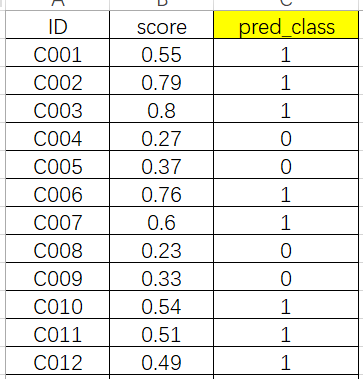 ID score pred_class
C001 0.55 1
C002 0.79 1
C003 0.8 1
C004 0.27 0
C005 0.37 0
C006 0.76 1
C007 0.6 1
C008 0.23 0
C009 0.33 0
C010 0.54 1
C011 0.51 1
C012 0.49 1